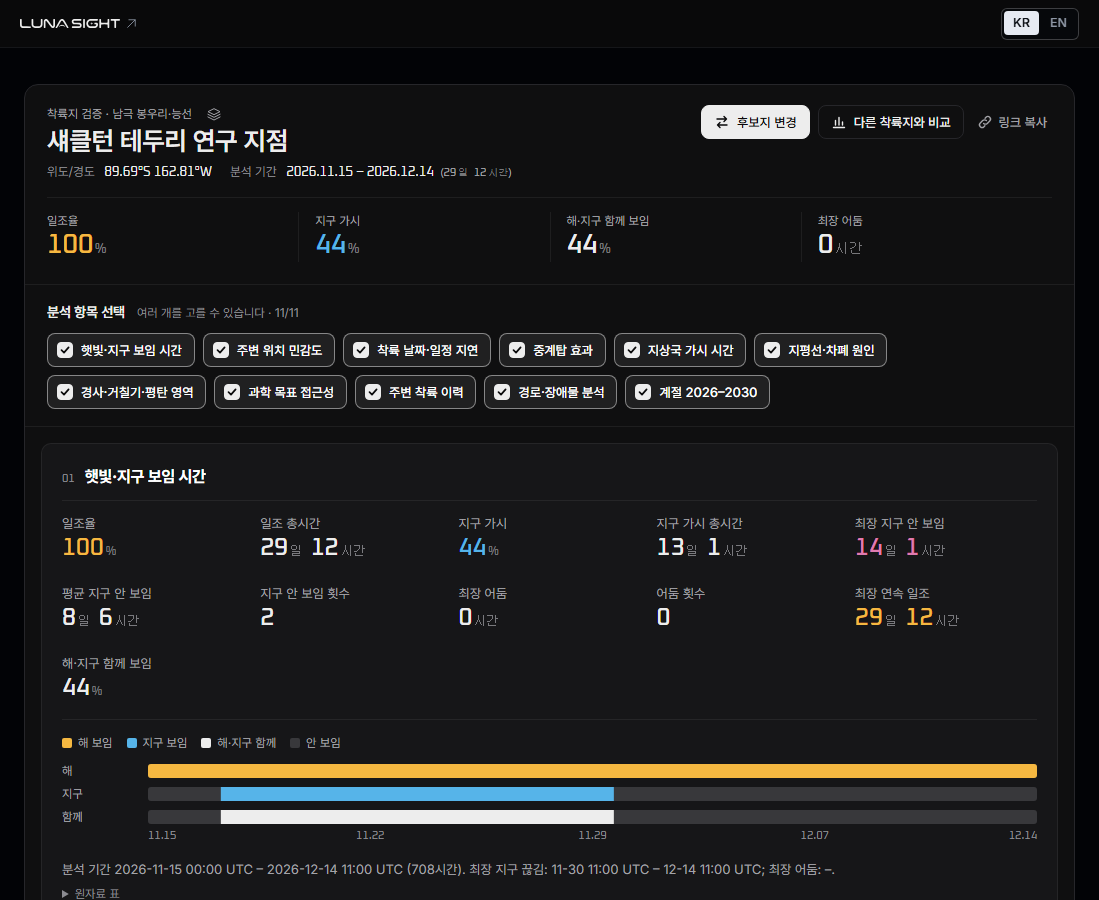 LUNA SIGHT ↗
KR EN
착륙지 검증 · 남극 봉우리·능선
섀클턴 테두리 연구 지점
후보지 변경
다른 착륙지와 비교
링크 복사
위도/경도 89.69°S 162.81°W 분석 기간 2026.11.15 – 2026.12.14 (29일 12시간)
일조율 지구 가시 해·지구 함께 보임 최장 어둠
100% 44% 44% 0시간
분석 항목 선택 여러 개를 고를 수 있습니다 · 11/11
햇빛·지구 보임 시간 주변 위치 민감도 착륙 날짜·일정 지연 중계탑 효과 지상국 가시 시간 지평선·차폐 원인
경사·거칠기·평탄 영역 과학 목표 접근성 주변 착륙 이력 경로·장애물 분석 계절 2026–2030
01 햇빛·지구 보임 시간
일조율 일조 총시간 지구 가시 지구 가시 총시간 최장 지구 안 보임
100% 29일 12시간 44% 13일 1시간 14일 1시간
평균 지구 안 보임 지구 안 보임 횟수 최장 어둠 어둠 횟수 최장 연속 일조
8일 6시간 2 0시간 0 29일 12시간
해·지구 함께 보임
44%
해 보임 지구 보임 해·지구 함께 안 보임
해
지구
함께
11.15 11.22 11.29 12.07 12.14
분석 기간 2026-11-15 00:00 UTC – 2026-12-14 11:00 UTC (708시간). 최장 지구 끊김: 11-30 11:00 UTC – 12-14 11:00 UTC; 최장 어둠: –.
▶ 원자료 표